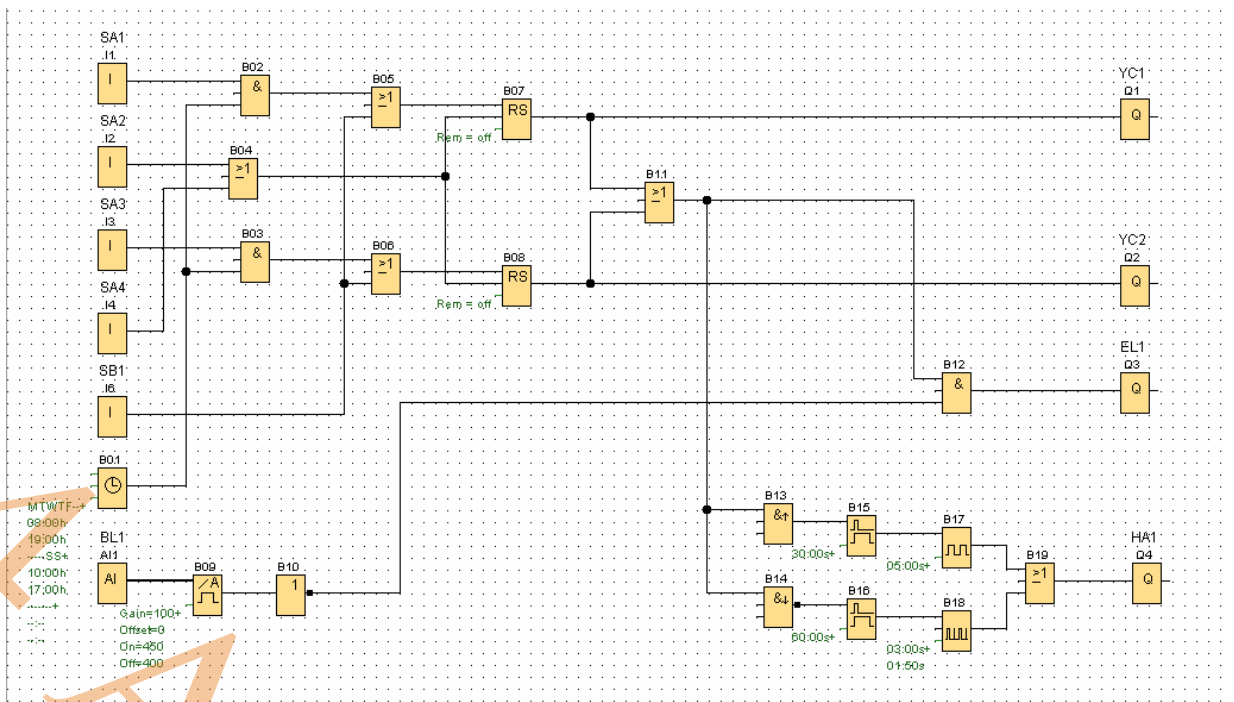 SA1
I1
I
SA2
I2
I
SA3
I3
I
SA4
I4
I
SB1
I6
I
B01
MTWTF--+
08:00h
19:00h
-----SS+
10:00h
17:00h
-------+
--:--
--:--
BL1
AI1
AI
B02
&
B04
>1
B03
&
B05
>1
B06
>1
B07
RS
Rem = off
B08
RS
Rem = off
B09
/A
Gain=100+
Offset=0
On=450
Off=400
B10
1
B11
>1
B12
&
B13
&↑
B14
&↓
B15
30:00s+
B16
60:00s+
B17
05:00s+
B18
03:00s+
01:50s
B19
>1
YC1
Q1
Q
YC2
Q2
Q
EL1
Q3
Q
HA1
Q4
Q